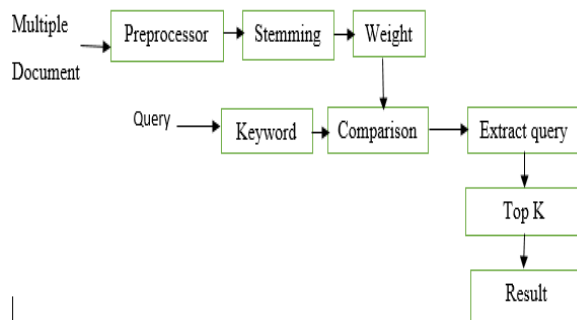 Multiple
Document
Preprocessor
Stemming
Weight
Query
Keyword
Comparison
Extract query
Top K
Result